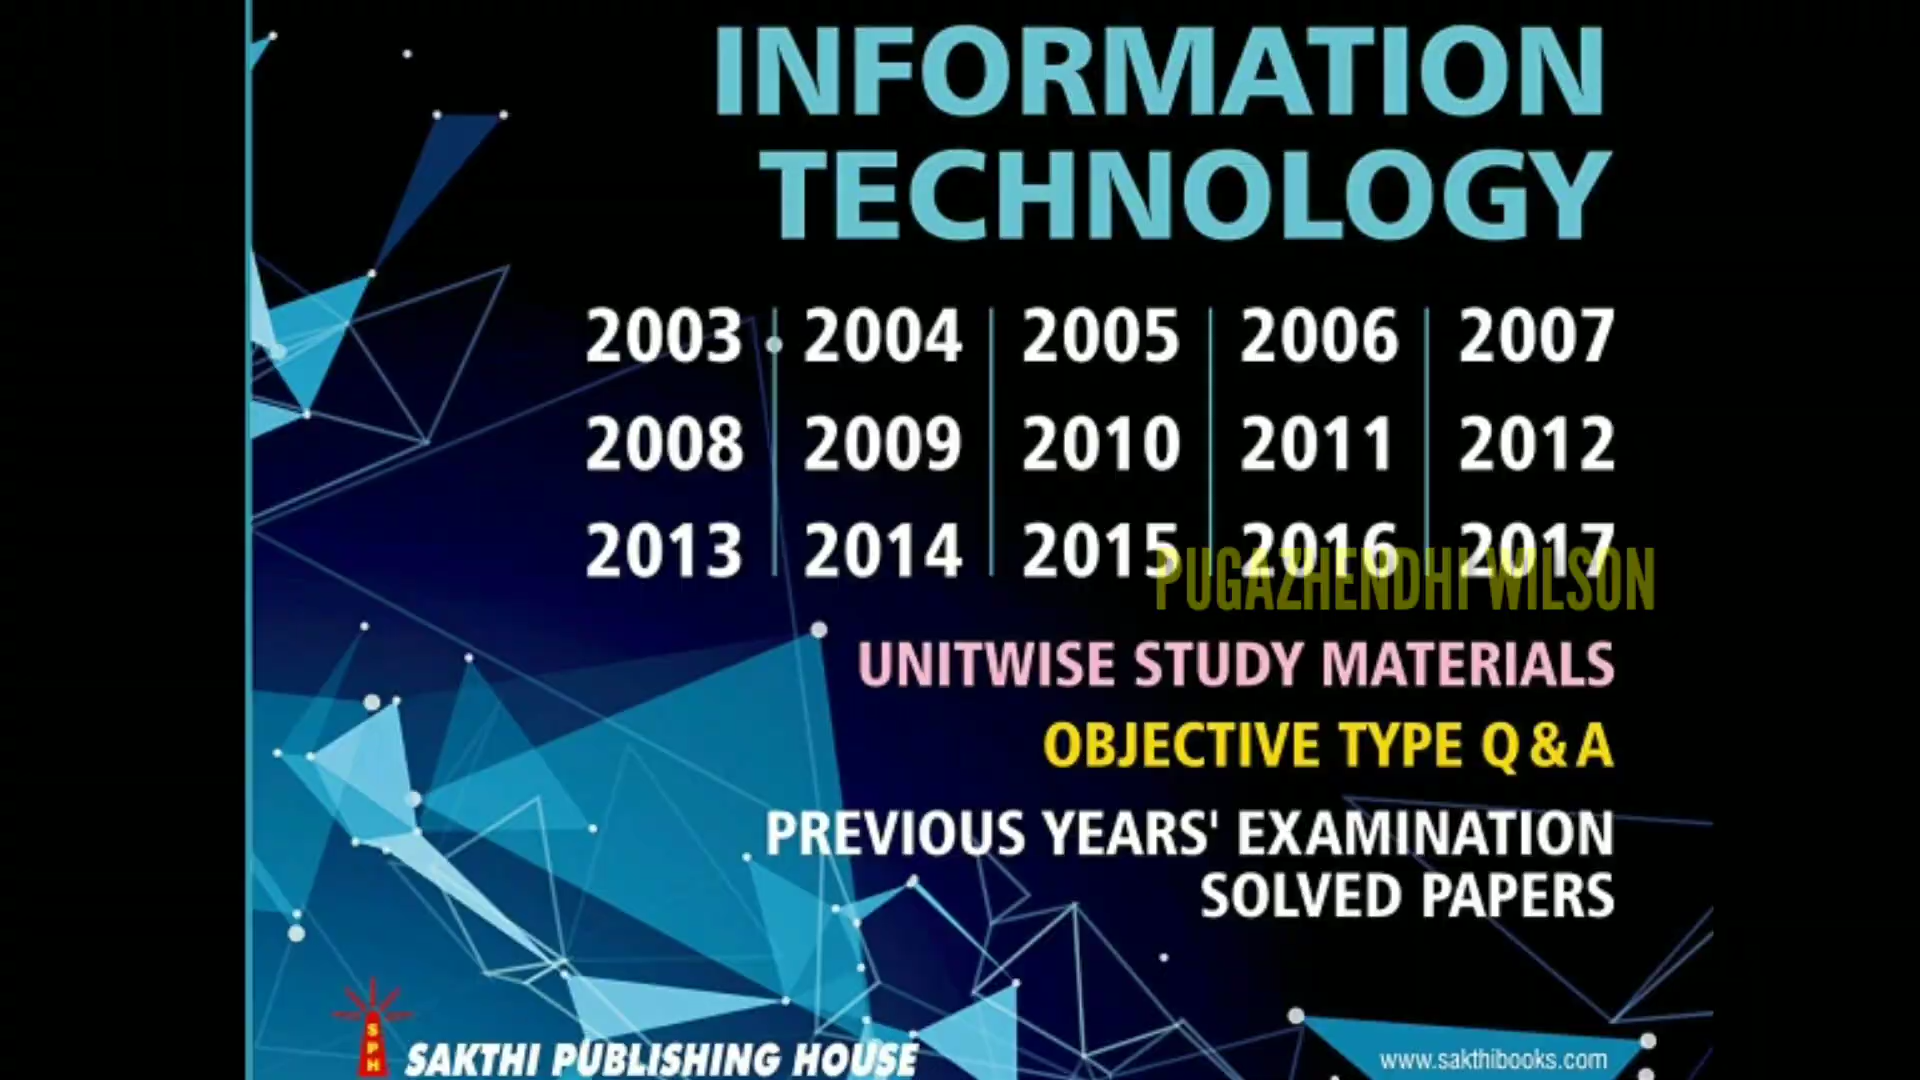 INFORMATION
TECHNOLOGY
2003 2004 2005 2006 2007
2008 2009 2010 2011 2012
2013 2014 2015 2016 2017
PUGAZHENDHI WILSON
UNITWISE STUDY MATERIALS
OBJECTIVE TYPE Q & A
PREVIOUS YEARS' EXAMINATION
SOLVED PAPERS
SPH
SAKTHI PUBLISHING HOUSE
www.sakthibooks.com